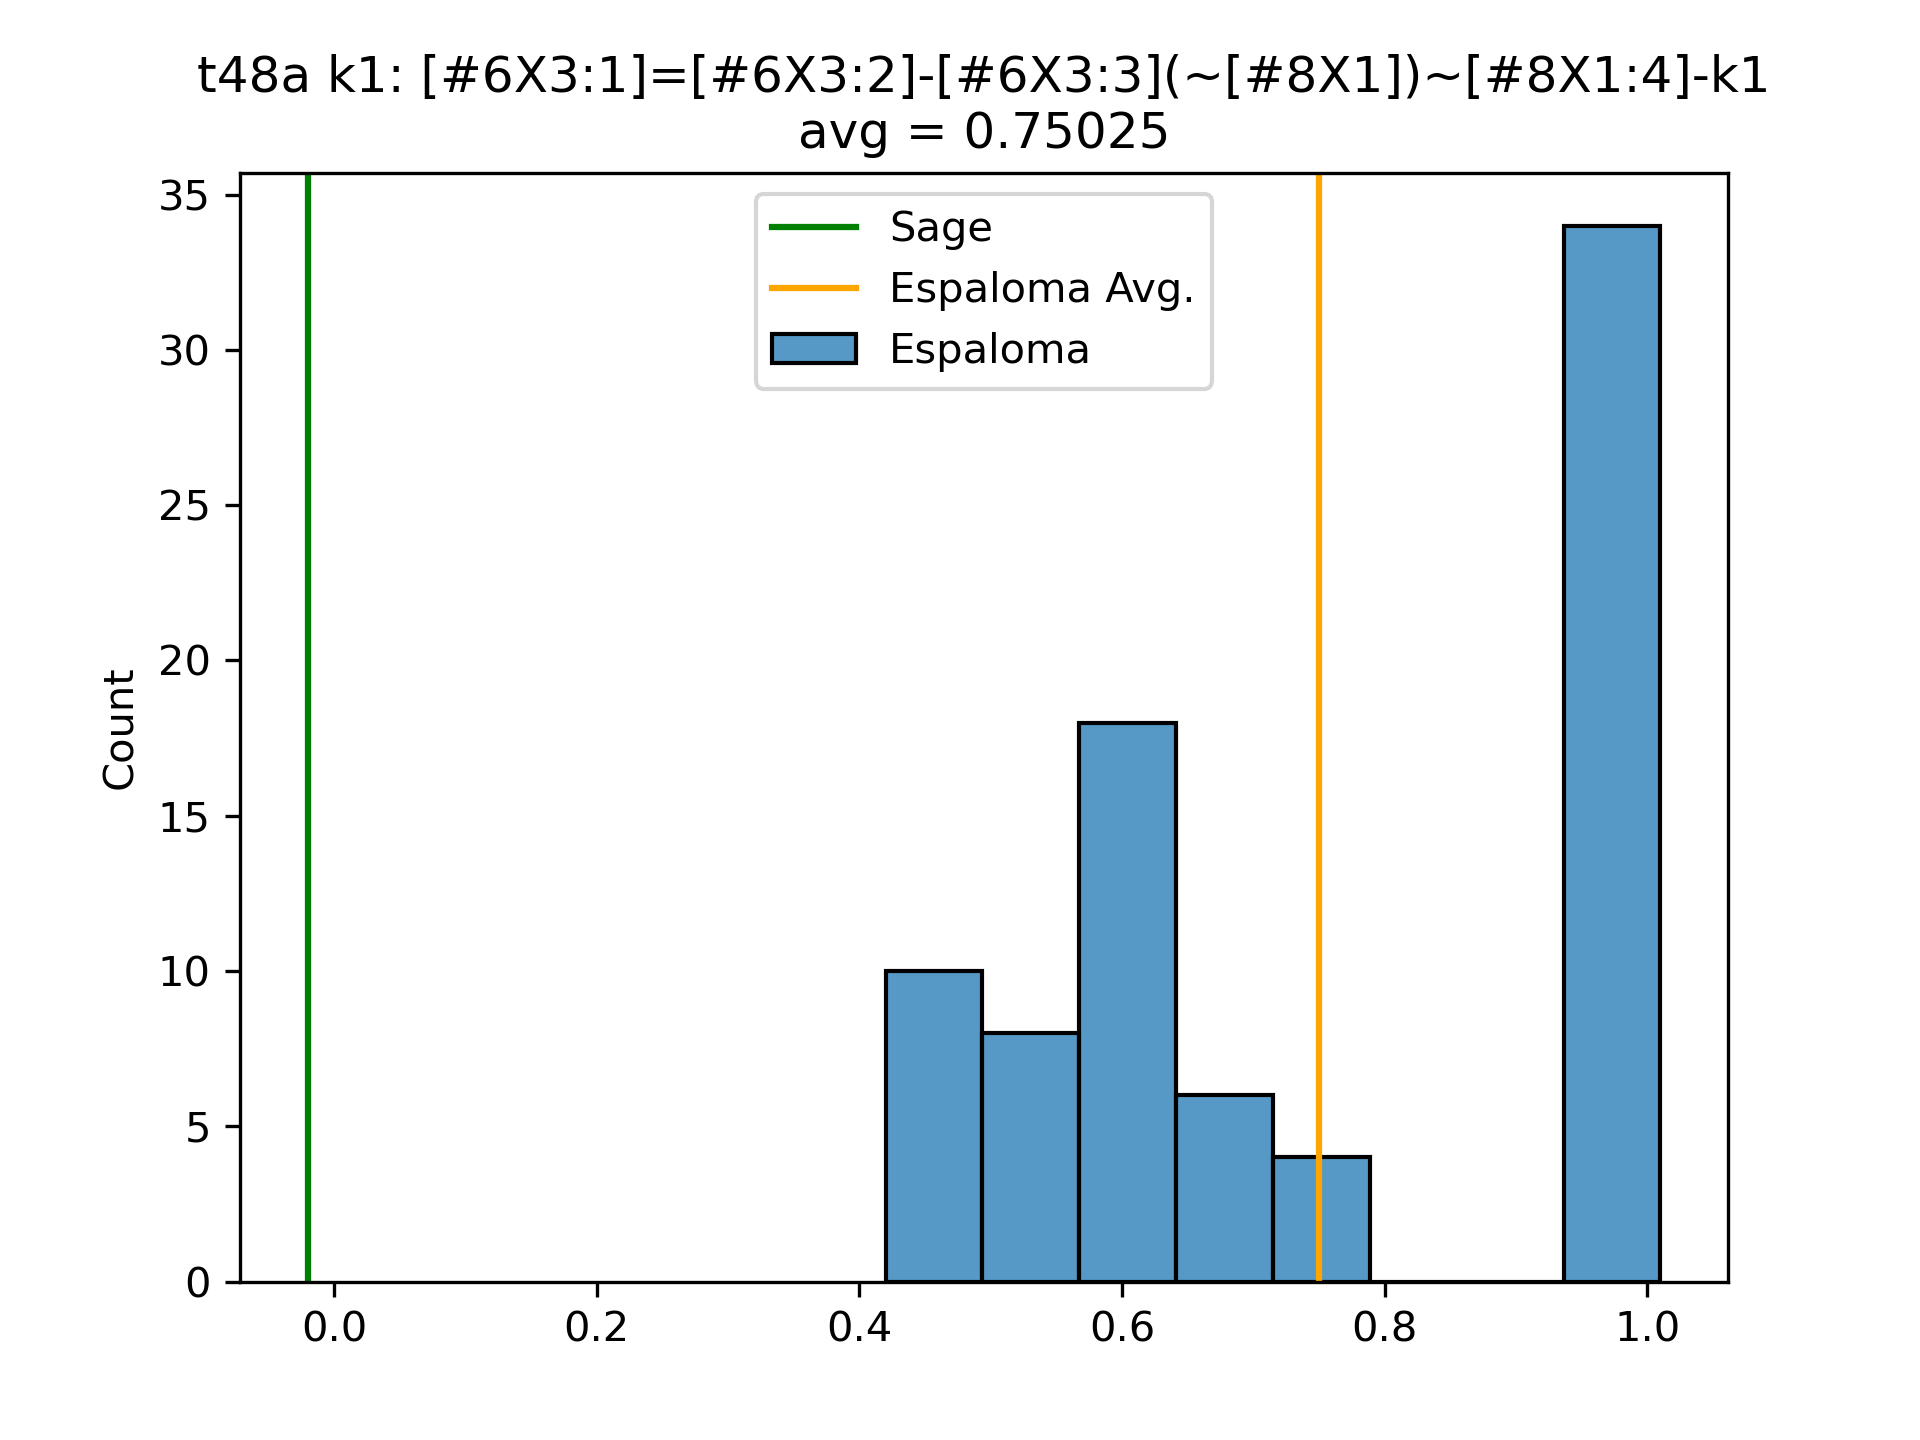 t48a k1: [#6X3:1]=[#6X3:2]-[#6X3:3](~[#8X1])~[#8X1:4]-k1
avg = 0.75025
Sage
Espaloma Avg.
Espaloma
Count
35
30
25
20
15
10
5
0
0.0 0.2 0.4 0.6 0.8 1.0